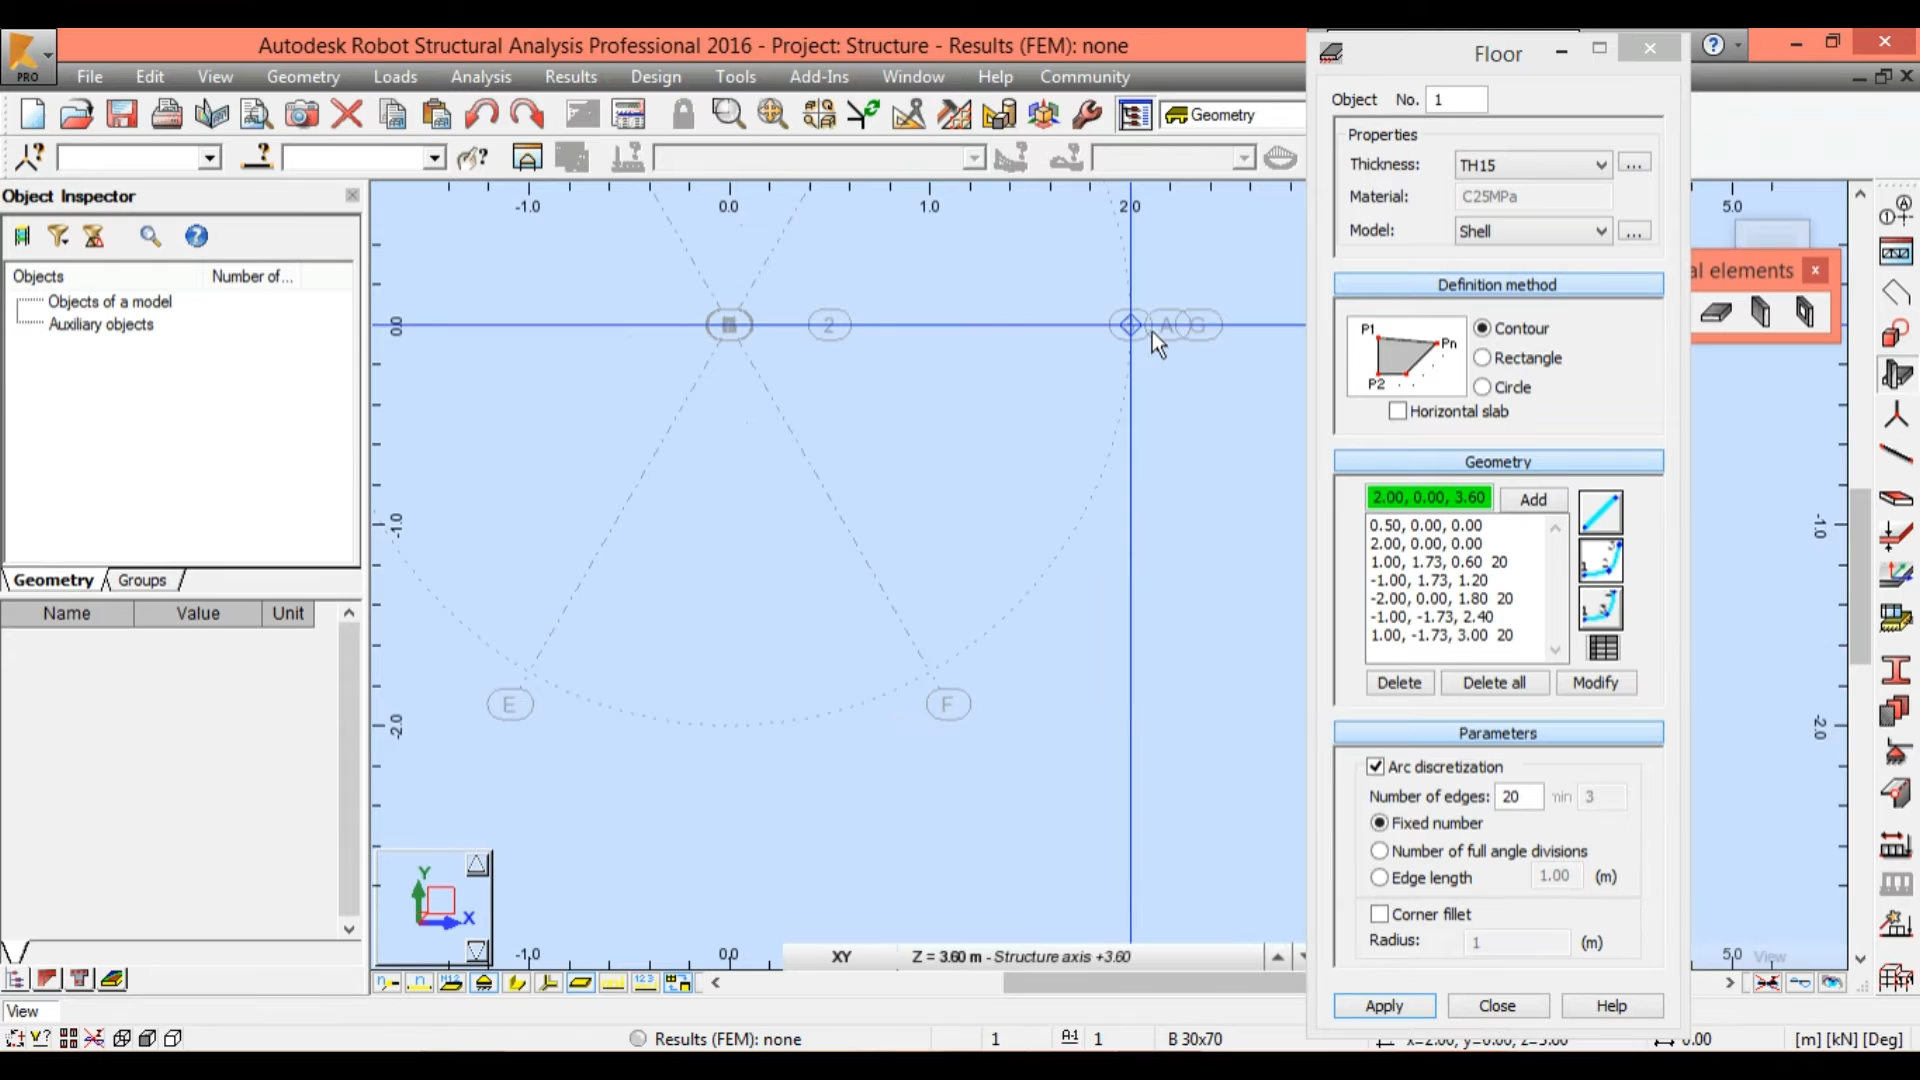 Autodesk Robot Structural Analysis Professional 2016 - Project: Structure - Results (FEM): none
PRO
File Edit View Geometry Loads Analysis Results Design Tools Add-Ins Window Help Community
Geometry
Object Inspector
Objects Number of...
Objects of a model
Auxiliary objects
Geometry Groups
Name Value Unit
View
-1.0 0.0 1.0 2.0 5.0
0.0
-1.0
-2.0
2 A G
E F
-1.0
-2.0
Y
X
-1.0 0.0 5.0
XY Z = 3.60 m - Structure axis +3.60
View
Floor
Object No. 1
Properties
Thickness: TH15 ...
Material: C25MPa
Model: Shell ...
Definition method
P1
Pn
P2
Contour
Rectangle
Circle
Horizontal slab
Geometry
2.00, 0.00, 3.60 Add
0.50, 0.00, 0.00
2.00, 0.00, 0.00
1.00, 1.73, 0.60 20
-1.00, 1.73, 1.20
-2.00, 0.00, 1.80 20
-1.00, -1.73, 2.40
1.00, -1.73, 3.00 20
Delete Delete all Modify
Parameters
Arc discretization
Number of edges: 20 min 3
Fixed number
Number of full angle divisions
Edge length 1.00 (m)
Corner fillet
Radius: 1 (m)
Apply Close Help
al elements
Results (FEM): none 1 1 B 30x70 0.00 [m] [kN] [Deg]